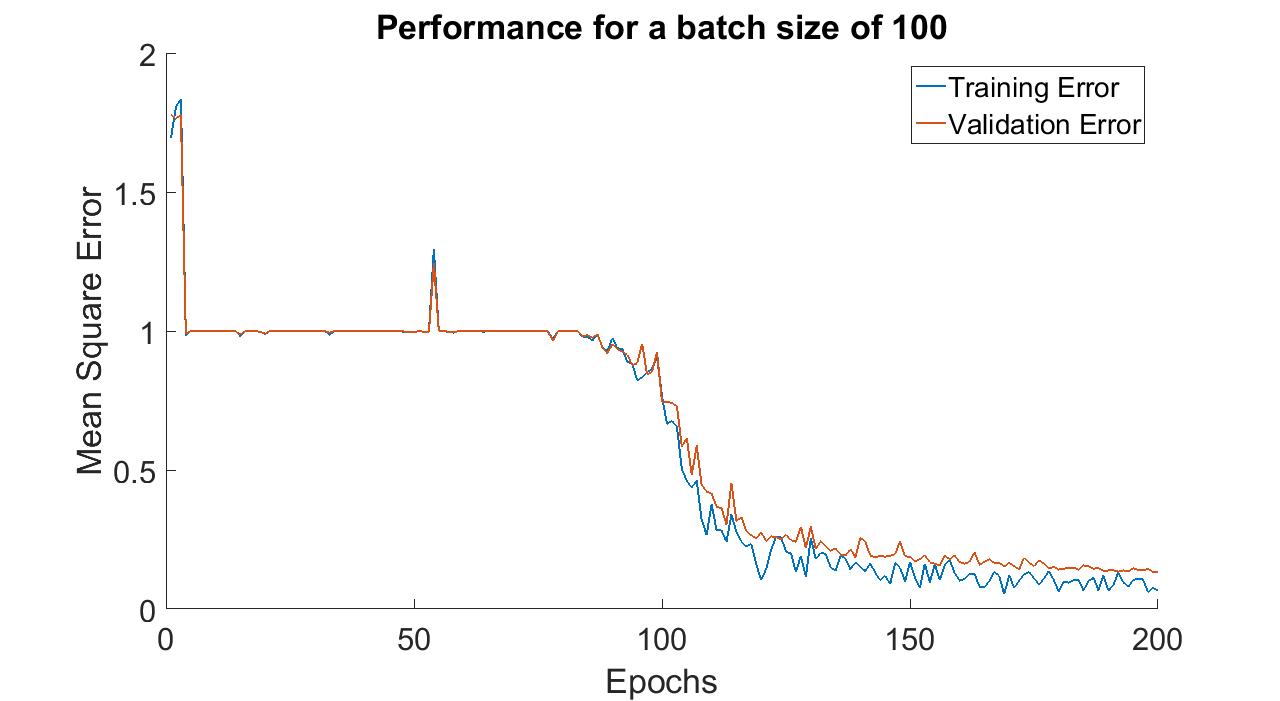 Performance for a batch size of 100
Training Error
Validation Error
Mean Square Error
2
1.5
1
0.5
0
0 50 100 150 200
Epochs